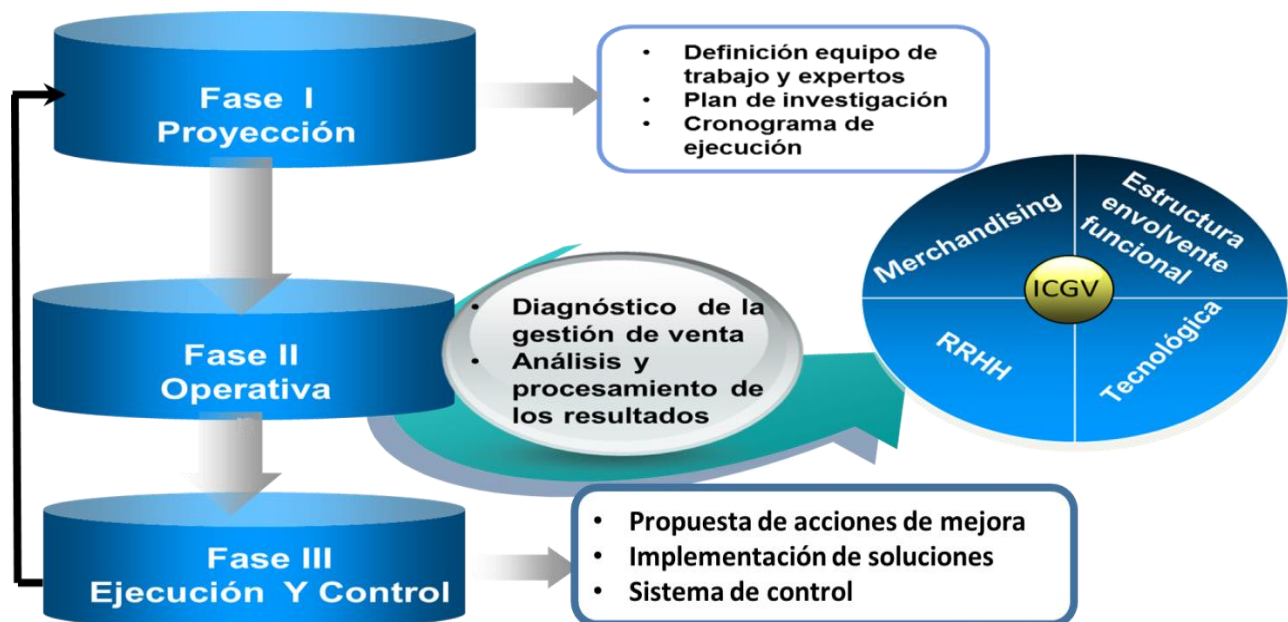 Fase I
Proyección
• Definición equipo de
trabajo y expertos
• Plan de investigación
• Cronograma de
ejecución
Merchandising
Estructura
envolvente
funcional
ICGV
RRHH
Tecnológica
Fase II
Operativa
• Diagnóstico de la
gestión de venta
• Análisis y
procesamiento de
los resultados
Fase III
Ejecución Y Control
• Propuesta de acciones de mejora
• Implementación de soluciones
• Sistema de control